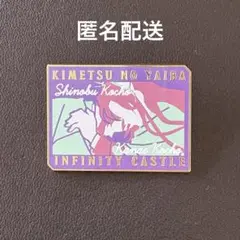 匿名配送
KIMETSU NO YAIBA
Shinobu Kocho
Kanae Kocho
INFINITY CASTLE